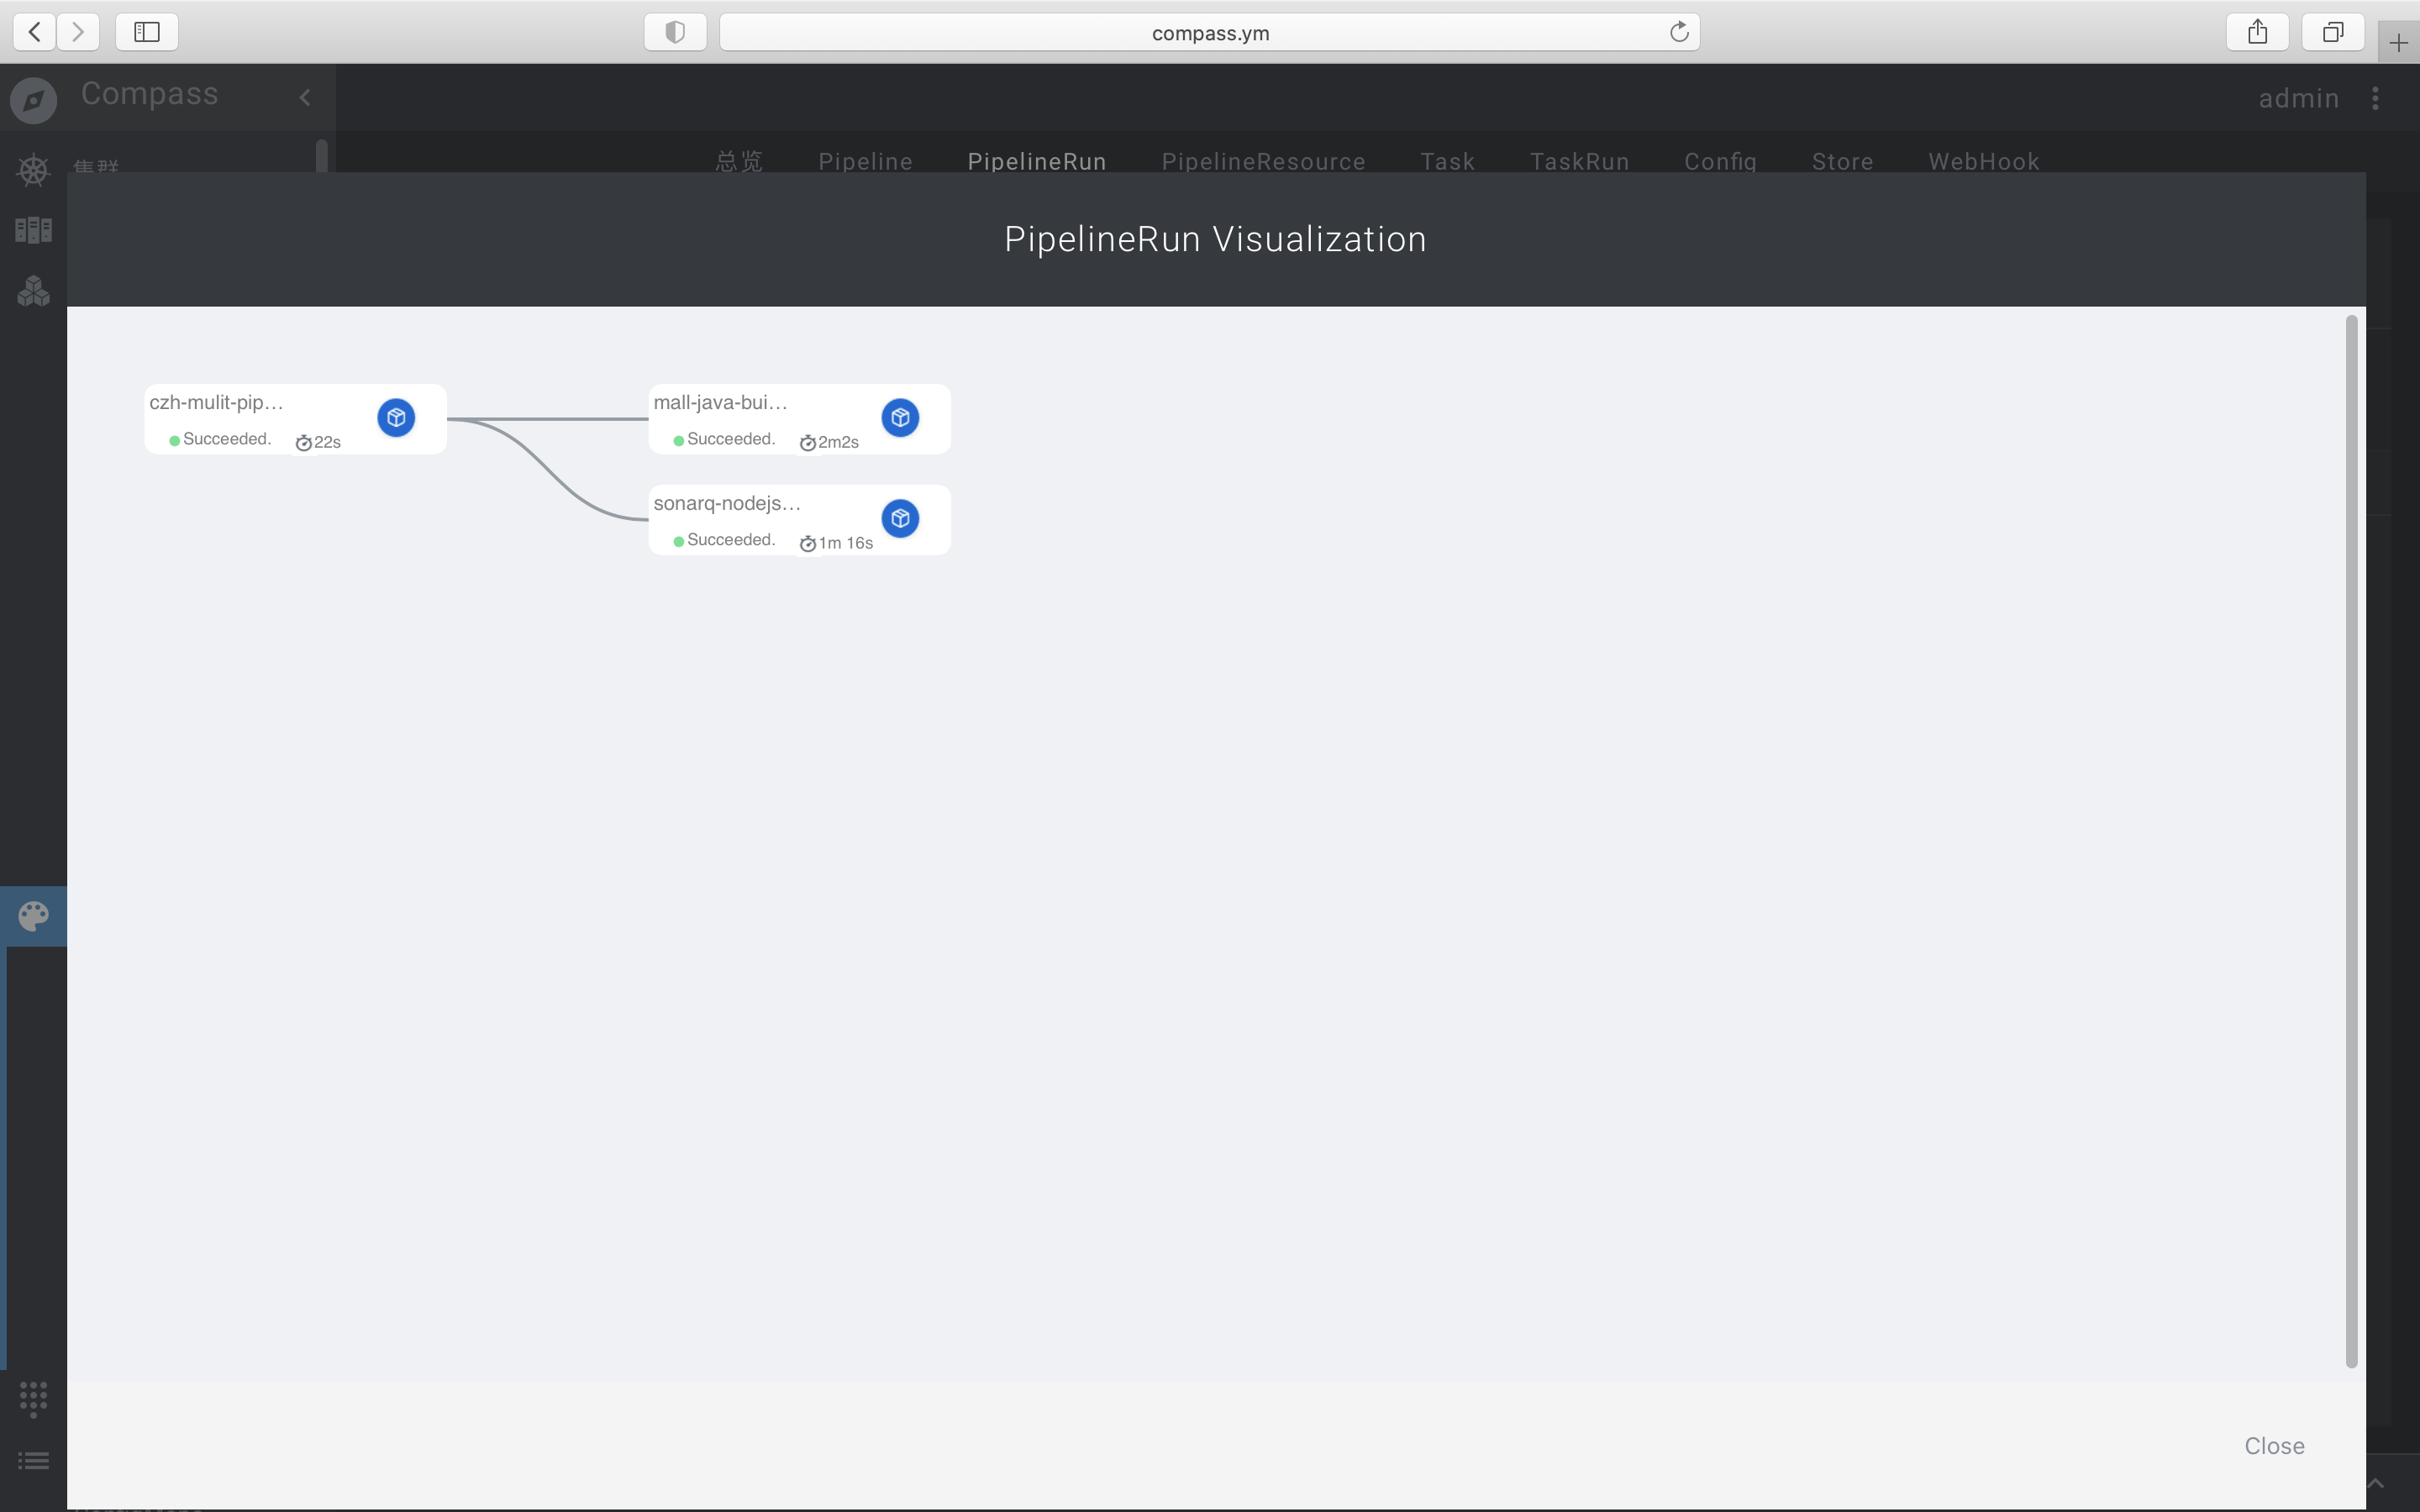 compass.ym
Compass
admin
集群
总览 Pipeline PipelineRun PipelineResource Task TaskRun Config Store WebHook
PipelineRun Visualization
czh-mulit-pip...
Succeeded. 22s
mall-java-bui...
Succeeded. 2m2s
sonarq-nodejs...
Succeeded. 1m 16s
Close